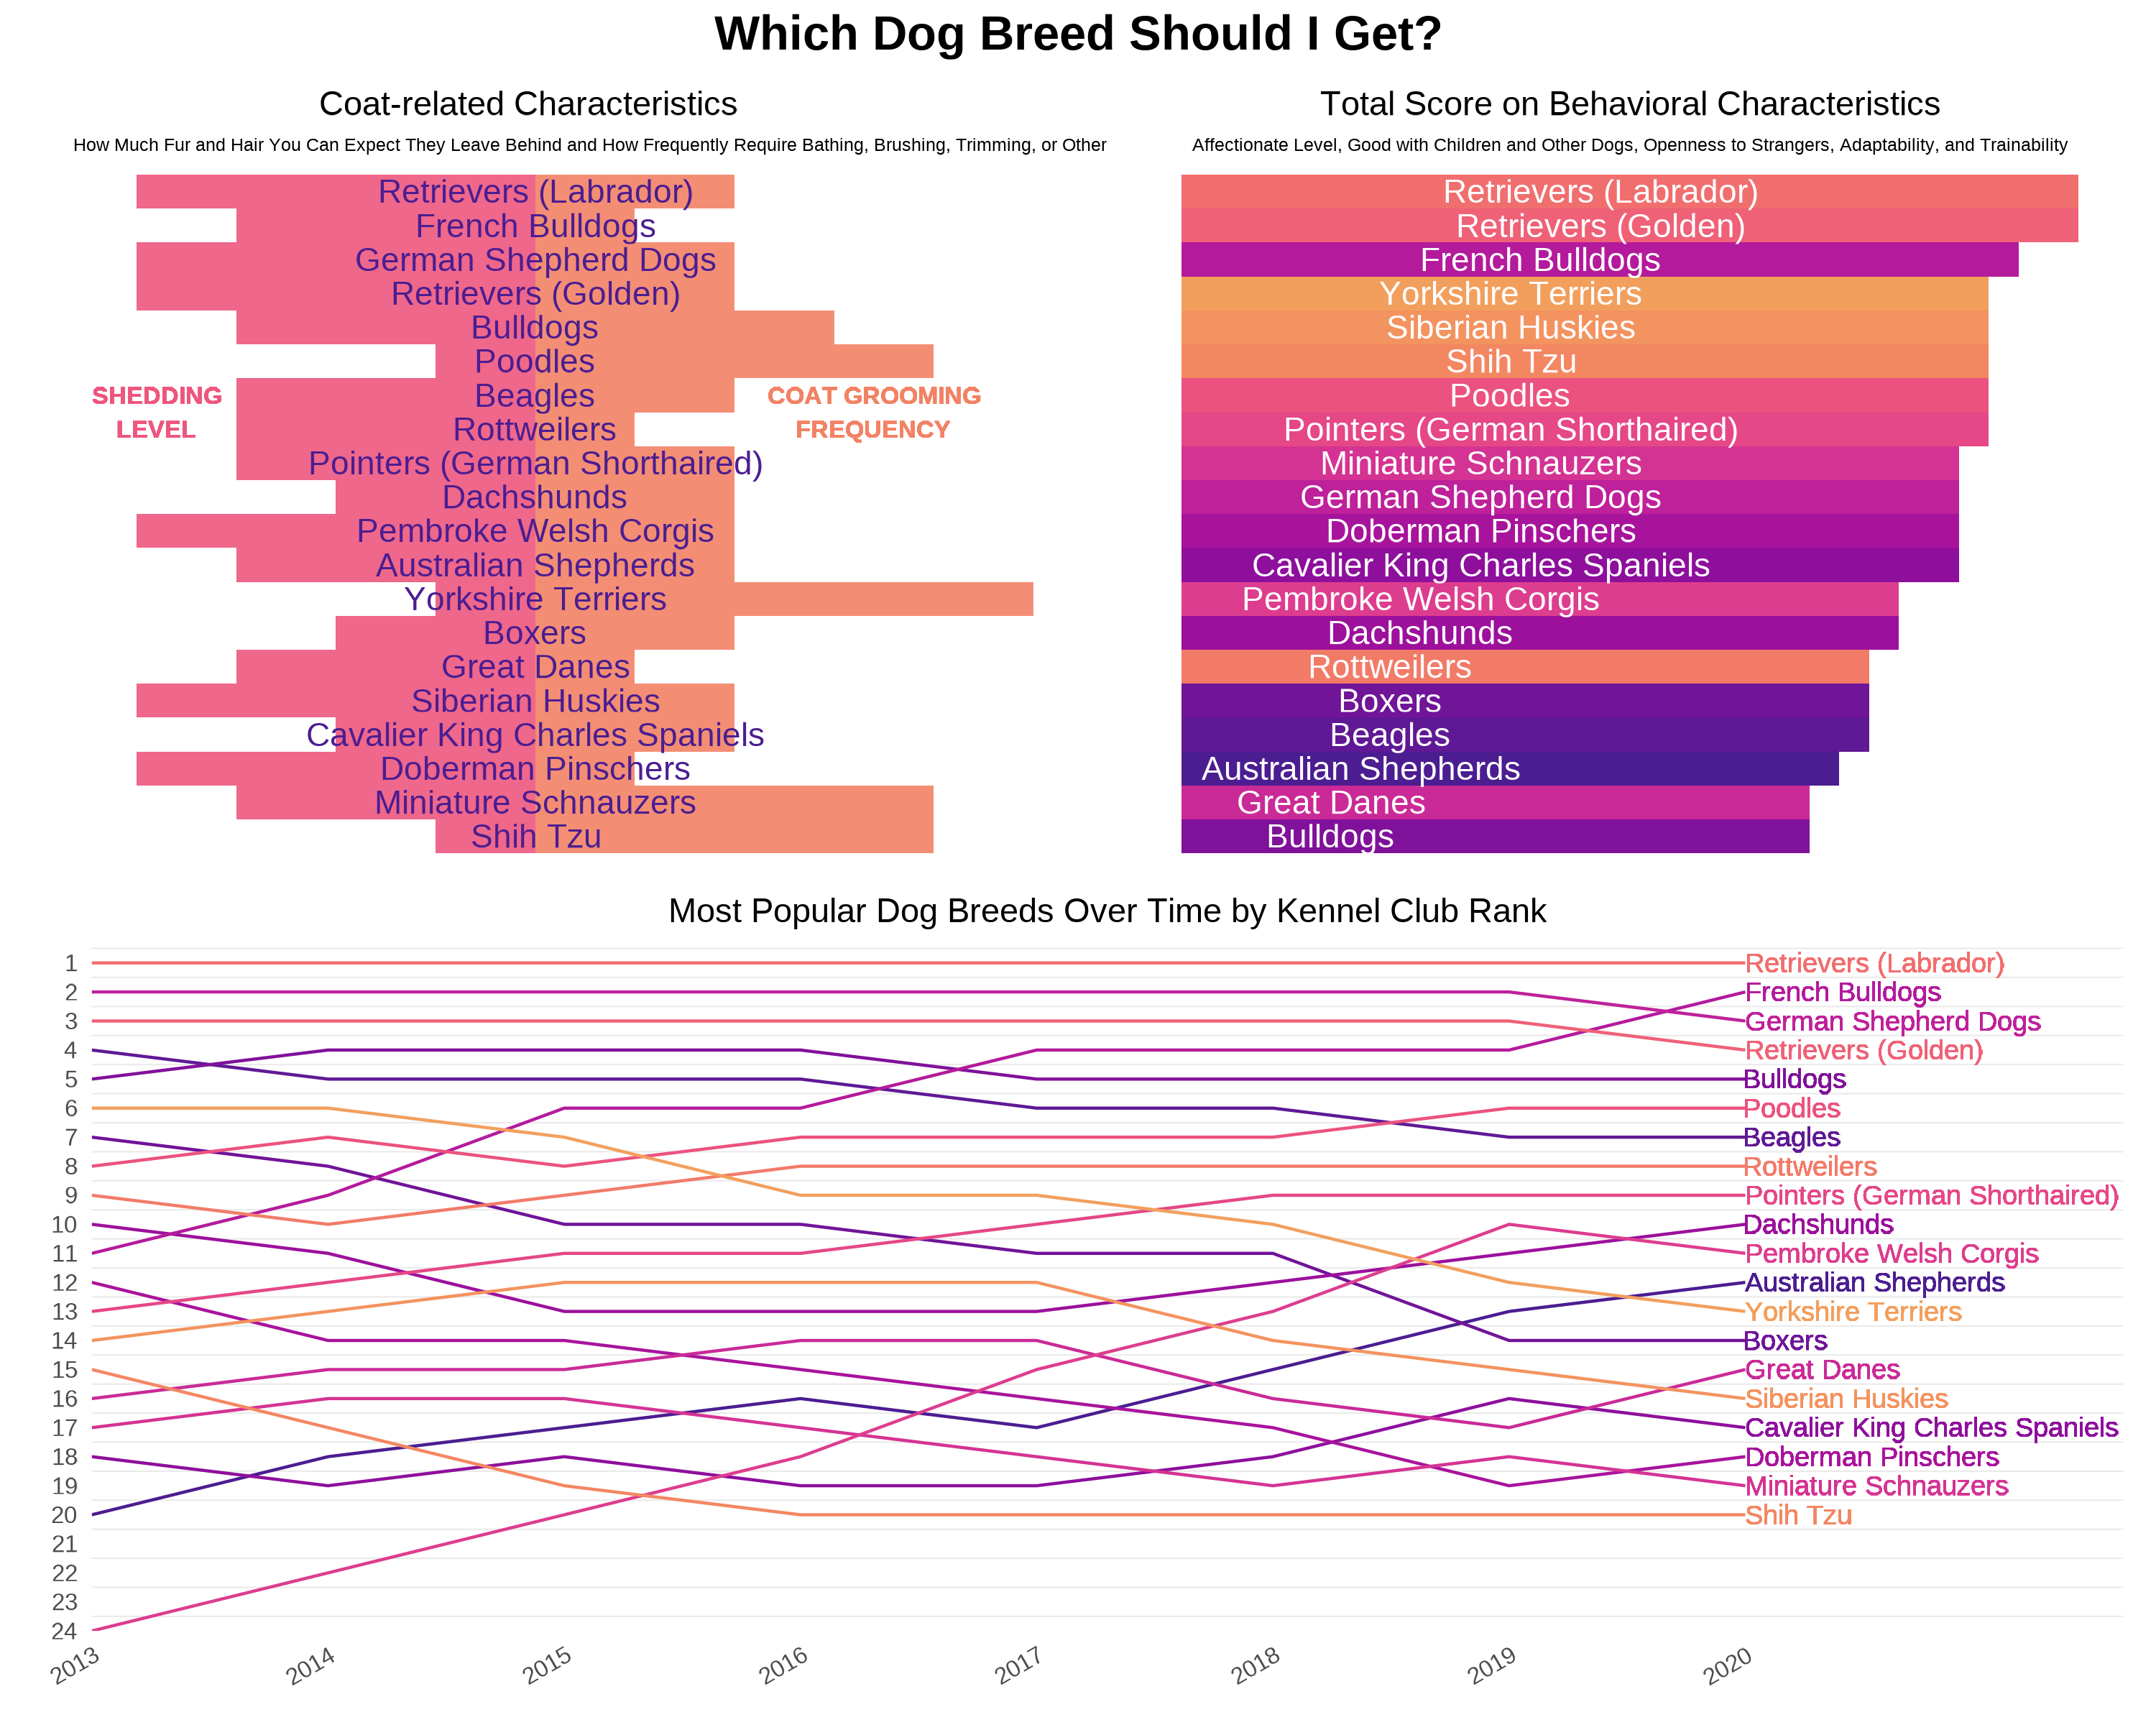 Which Dog Breed Should I Get?
Coat-related Characteristics
How Much Fur and Hair You Can Expect They Leave Behind and How Frequently Require Bathing, Brushing, Trimming, or Other
Retrievers (Labrador)
French Bulldogs
German Shepherd Dogs
Retrievers (Golden)
Bulldogs
Poodles
Beagles
Rottweilers
SHEDDING
LEVEL
COAT GROOMING
FREQUENCY
Pointers (German Shorthaired)
Dachshunds
Pembroke Welsh Corgis
Australian Shepherds
Yorkshire Terriers
Boxers
Great Danes
Siberian Huskies
Cavalier King Charles Spaniels
Doberman Pinschers
Miniature Schnauzers
Shih Tzu
Total Score on Behavioral Characteristics
Affectionate Level, Good with Children and Other Dogs, Openness to Strangers, Adaptability, and Trainability
Retrievers (Labrador)
Retrievers (Golden)
French Bulldogs
Yorkshire Terriers
Siberian Huskies
Shih Tzu
Poodles
Pointers (German Shorthaired)
Miniature Schnauzers
German Shepherd Dogs
Doberman Pinschers
Cavalier King Charles Spaniels
Pembroke Welsh Corgis
Dachshunds
Rottweilers
Boxers
Beagles
Australian Shepherds
Great Danes
Bulldogs
Most Popular Dog Breeds Over Time by Kennel Club Rank
1
2
3
4
5
6
7
8
9
10
11
12
13
14
15
16
17
18
19
20
21
22
23
24
Retrievers (Labrador)
French Bulldogs
German Shepherd Dogs
Retrievers (Golden)
Bulldogs
Poodles
Beagles
Rottweilers
Pointers (German Shorthaired)
Dachshunds
Pembroke Welsh Corgis
Australian Shepherds
Yorkshire Terriers
Boxers
Great Danes
Siberian Huskies
Cavalier King Charles Spaniels
Doberman Pinschers
Miniature Schnauzers
Shih Tzu
2013
2014
2015
2016
2017
2018
2019
2020